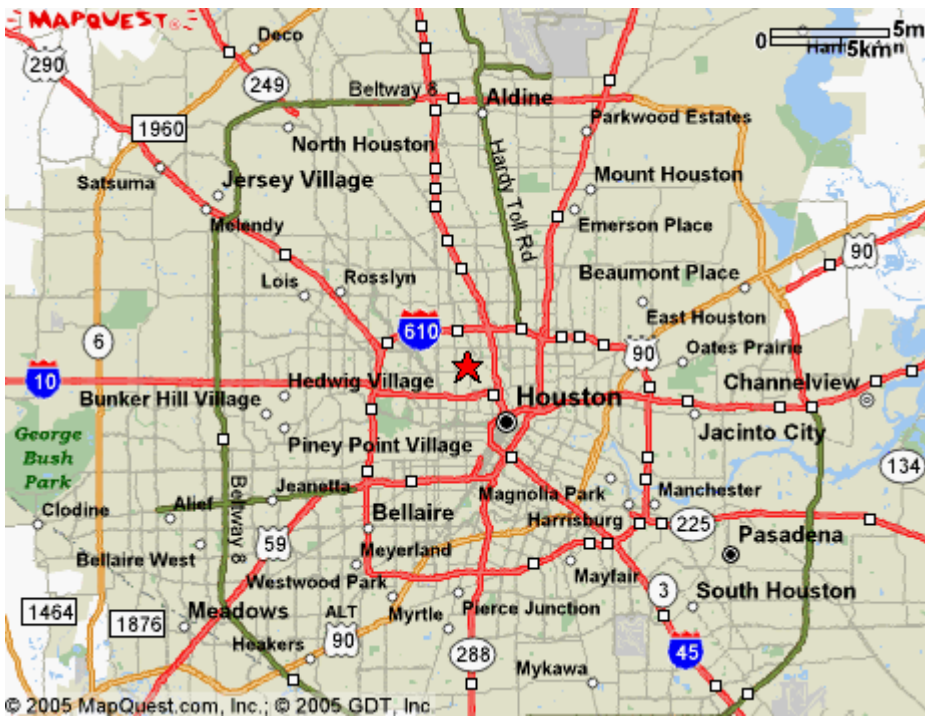 MAPQUEST
Deco
5m
0
5km
290
249
Beltway 8
Aldine
1960
Parkwood Estates
North Houston
Hardy Toll Rd
Satsuma
Jersey Village
Mount Houston
Melendy
Emerson Place
90
Lois
Rosslyn
Beaumont Place
6
610
East Houston
90
Oates Prairie
10
Hedwig Village
Channelview
Bunker Hill Village
Houston
George
Bush
Park
Piney Point Village
Jacinto City
134
Jeanetta
Magnolia Park
Manchester
Clodine
Alief
Beltway 8
Bellaire
Harrisburg
225
59
Pasadena
Bellaire West
Meyerland
Westwood Park
Mayfair
3
South Houston
1464
1876
Meadows
ALT
90
Myrtle
Pierce Junction
Heakers
288
45
Mykawa
© 2005 MapQuest.com, Inc.; © 2005 GDT, Inc.